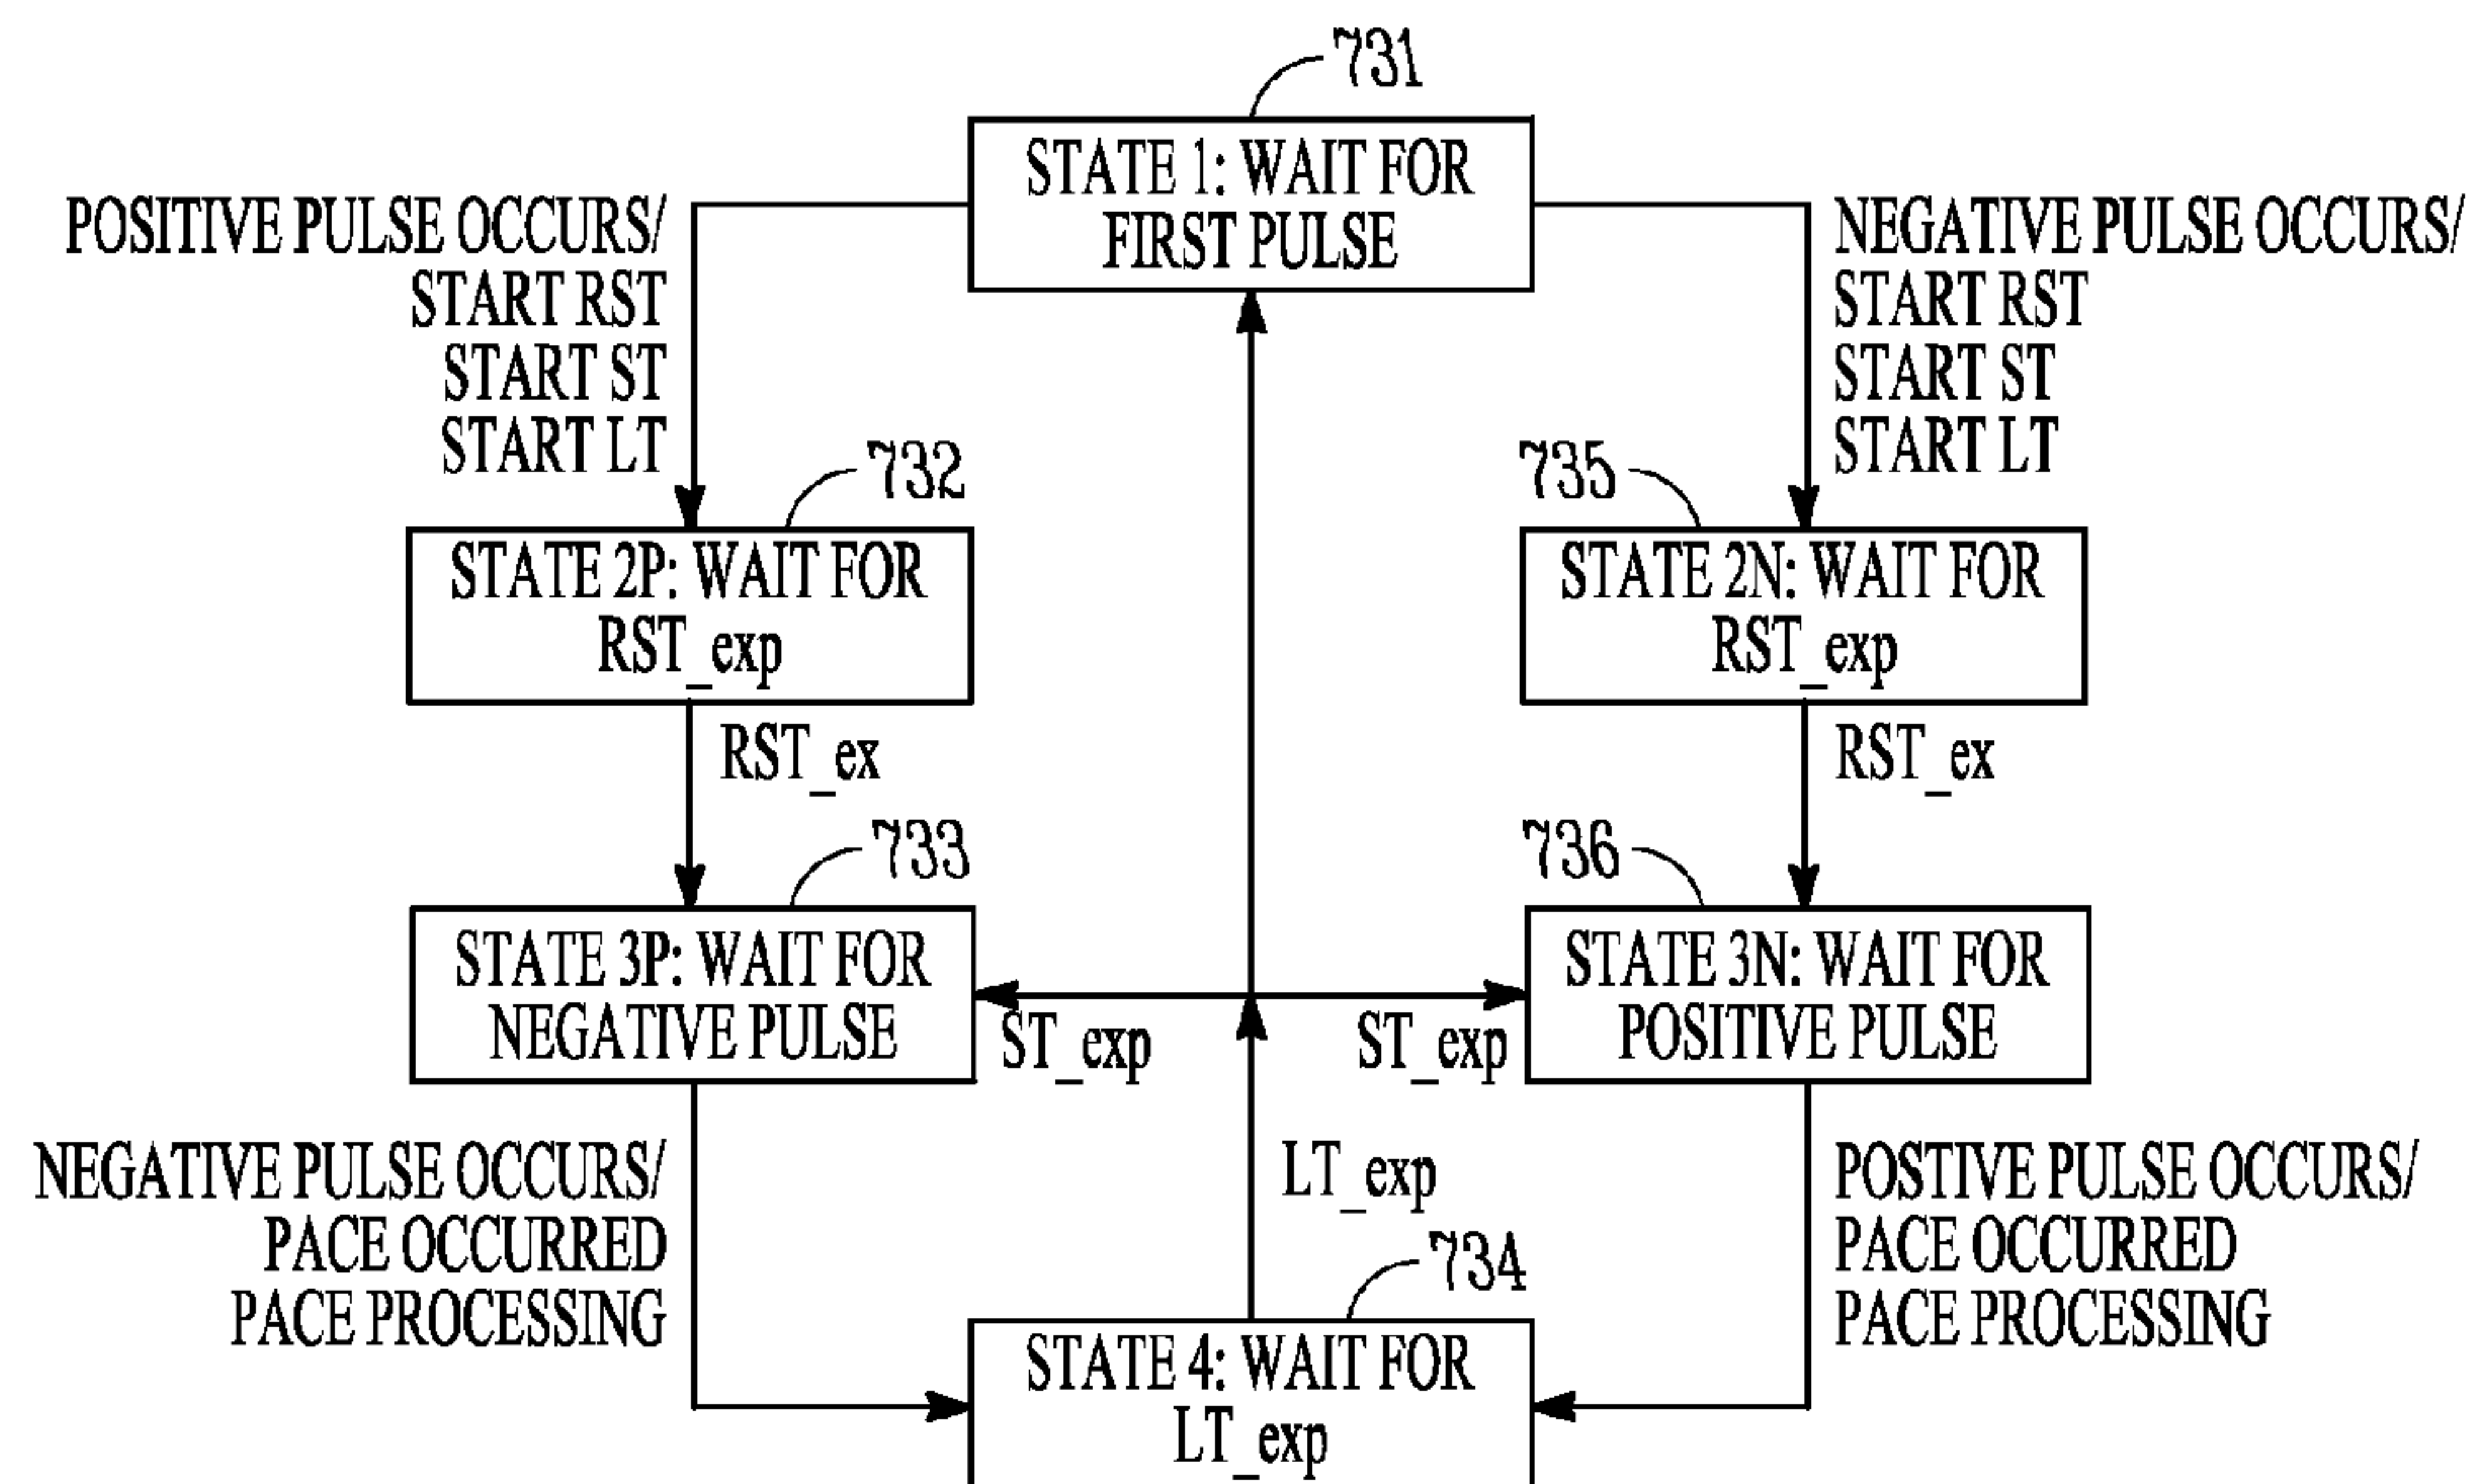 731
STATE 1: WAIT FOR
FIRST PULSE
POSITIVE PULSE OCCURS/
START RST
START ST
START LT
NEGATIVE PULSE OCCURS/
START RST
START ST
START LT
732
STATE 2P: WAIT FOR
RST_exp
735
STATE 2N: WAIT FOR
RST_exp
RST_ex
RST_ex
733
STATE 3P: WAIT FOR
NEGATIVE PULSE
736
STATE 3N: WAIT FOR
POSITIVE PULSE
ST_exp
ST_exp
NEGATIVE PULSE OCCURS/
PACE OCCURRED
PACE PROCESSING
LT_exp
POSTIVE PULSE OCCURS/
PACE OCCURRED
PACE PROCESSING
734
STATE 4: WAIT FOR
LT_exp